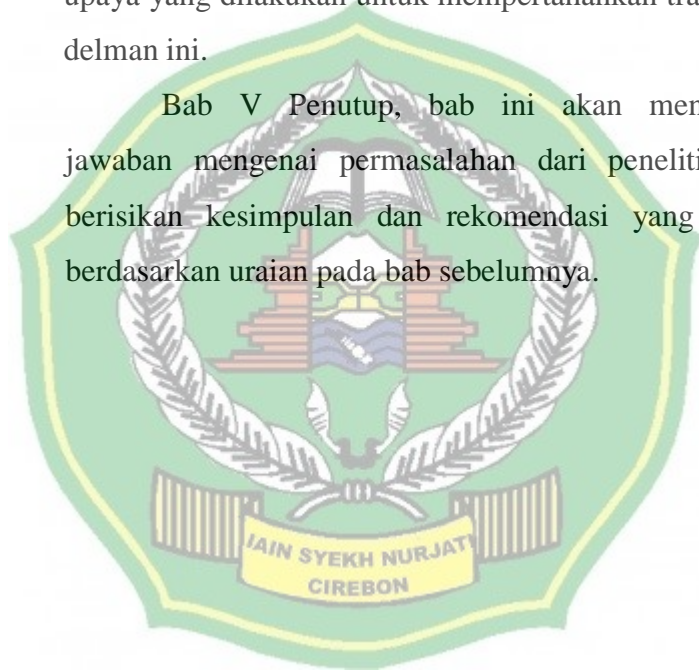 upaya yang dilakukan untuk mempertahankan tra
delman ini.
Bab V Penutup, bab ini akan men
jawaban mengenai permasalahan dari peneliti
berisikan kesimpulan dan rekomendasi yang
berdasarkan uraian pada bab sebelumnya.
IAIN SYEKH NURJATI
CIREBON